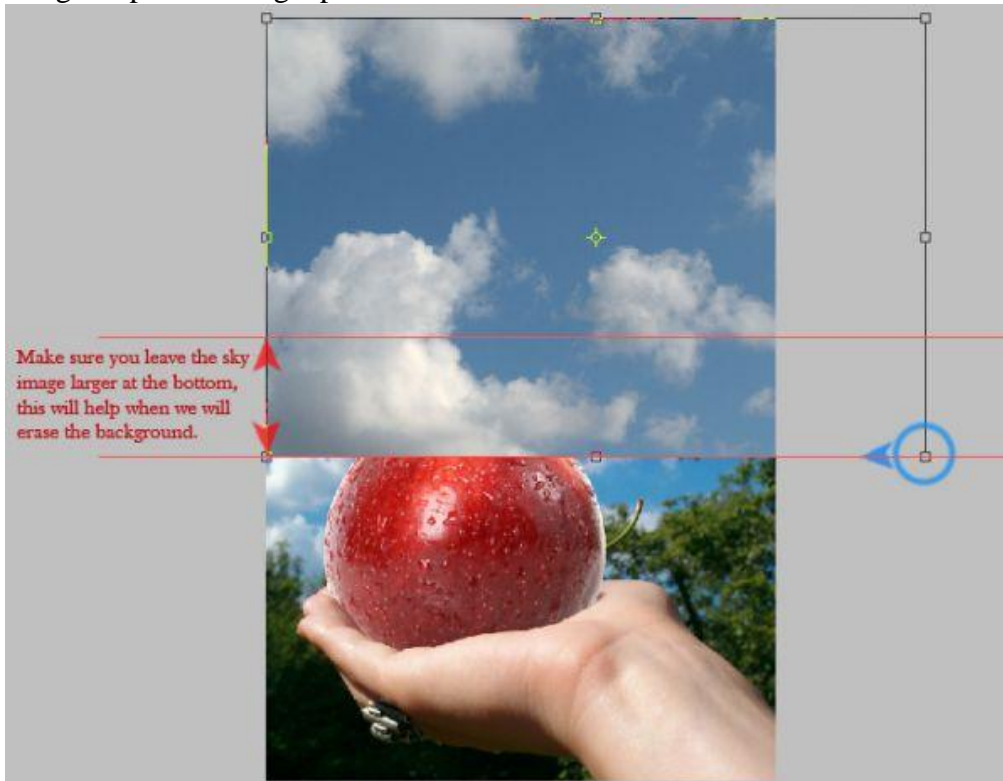 Make sure you leave the sky
image larger at the bottom,
this will help when we will
erase the background.